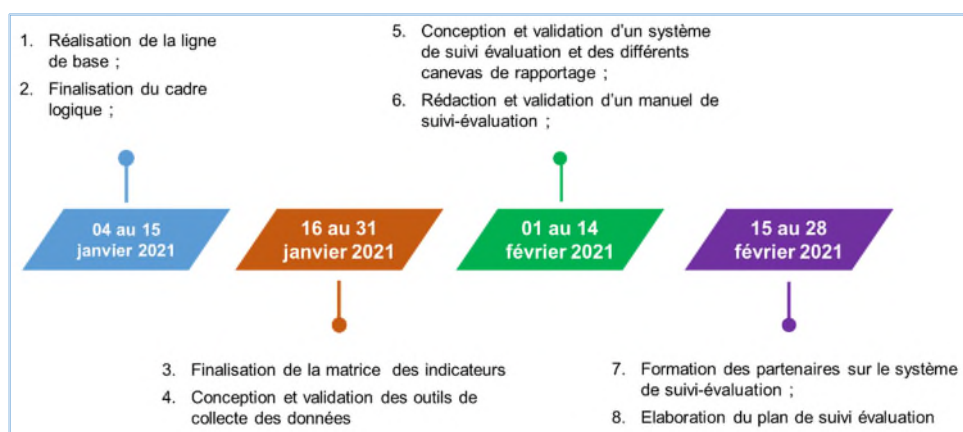 1. Réalisation de la ligne
de base ;
2. Finalisation du cadre
logique ;
5. Conception et validation d'un système
de suivi évaluation et des différents
canevas de rapportage ;
6. Rédaction et validation d'un manuel de
suivi-évaluation ;
04 au 15
janvier 2021
16 au 31
janvier 2021
01 au 14
février 2021
15 au 28
février 2021
3. Finalisation de la matrice des indicateurs
4. Conception et validation des outils de
collecte des données
7. Formation des partenaires sur le système
de suivi-évaluation ;
8. Elaboration du plan de suivi évaluation